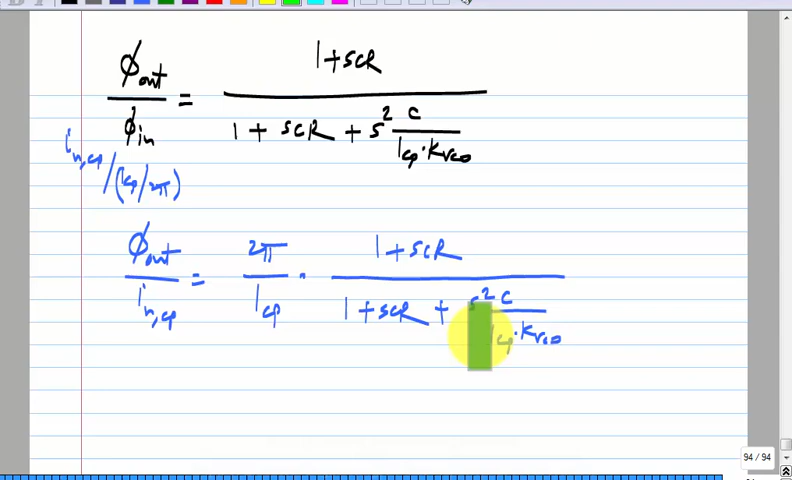 ϕout/ϕin = (1+sCR)/(1 + sCR + s² C/(Icp·Kvco))
in,cp/(Icp/2π)
ϕout/in,cp = 2π/Icp · (1+sCR)/(1+sCR + s² C/(Icp·Kvco))
94 / 94